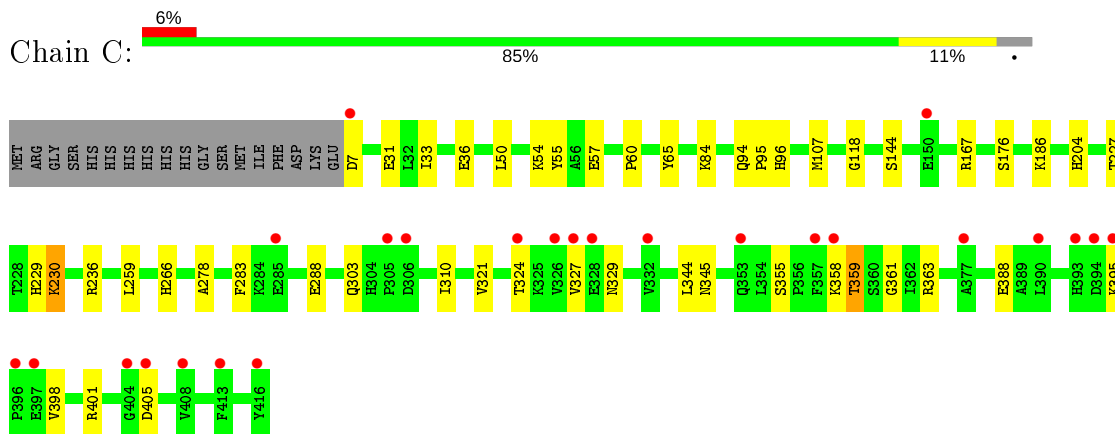 6%
Chain C:
85% 11% •
MET ARG GLY SER HIS HIS HIS HIS HIS HIS GLY SER MET ILE PHE ASP LYS GLU D7 E31 L32 I33 E36 L50 K54 Y55 A56 E57 P60 Y65 K84 Q94 P95 H96 M107 G118 S144 E150 R167 S176 K186 H204 T227
T228 H229 K230 R236 L259 H266 A278 F283 K284 E285 E288 Q303 H304 P305 D306 I310 V321 T324 K325 V326 V327 E328 N329 V332 L344 N345 Q353 L354 S355 P356 F357 K358 T359 S360 G361 I362 R363 A377 E388 A389 L390 H393 D394 K395
P396 E397 V398 R401 G404 D405 V408 F413 Y416